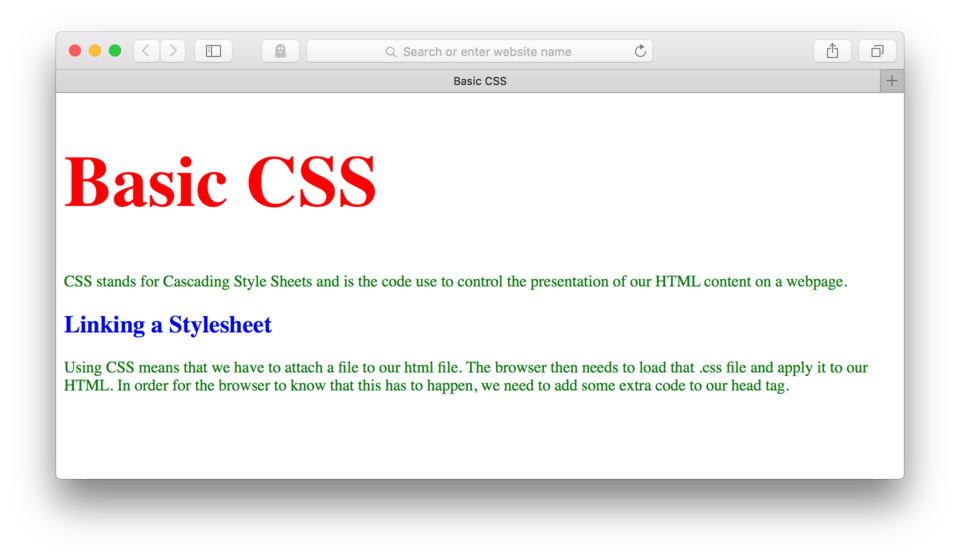 Search or enter website name
Basic CSS
Basic CSS
CSS stands for Cascading Style Sheets and is the code use to control the presentation of our HTML content on a webpage.
Linking a Stylesheet
Using CSS means that we have to attach a file to our html file. The browser then needs to load that .css file and apply it to our
HTML. In order for the browser to know that this has to happen, we need to add some extra code to our head tag.